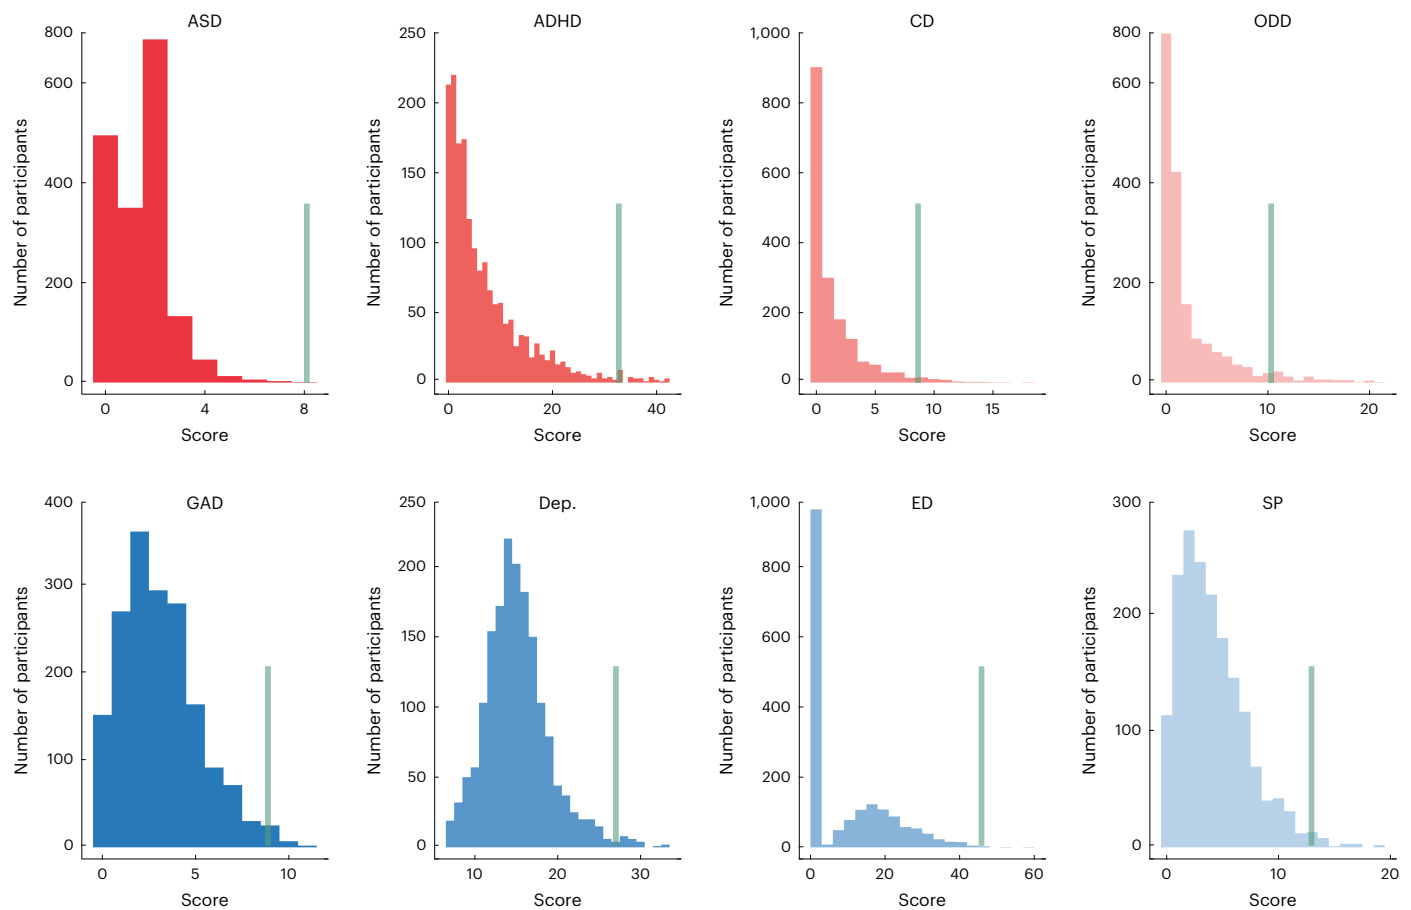 ASD
800
600
400
200
0
Number of participants
0 4 8
Score
ADHD
250
200
150
100
50
0
Number of participants
0 20 40
Score
CD
1,000
800
600
400
200
0
Number of participants
0 5 10 15
Score
ODD
800
600
400
200
0
Number of participants
0 10 20
Score
GAD
400
300
200
100
0
Number of participants
0 5 10
Score
Dep.
250
200
150
100
50
0
Number of participants
10 20 30
Score
ED
1,000
800
600
400
200
0
Number of participants
0 20 40 60
Score
SP
300
200
100
0
Number of participants
0 10 20
Score